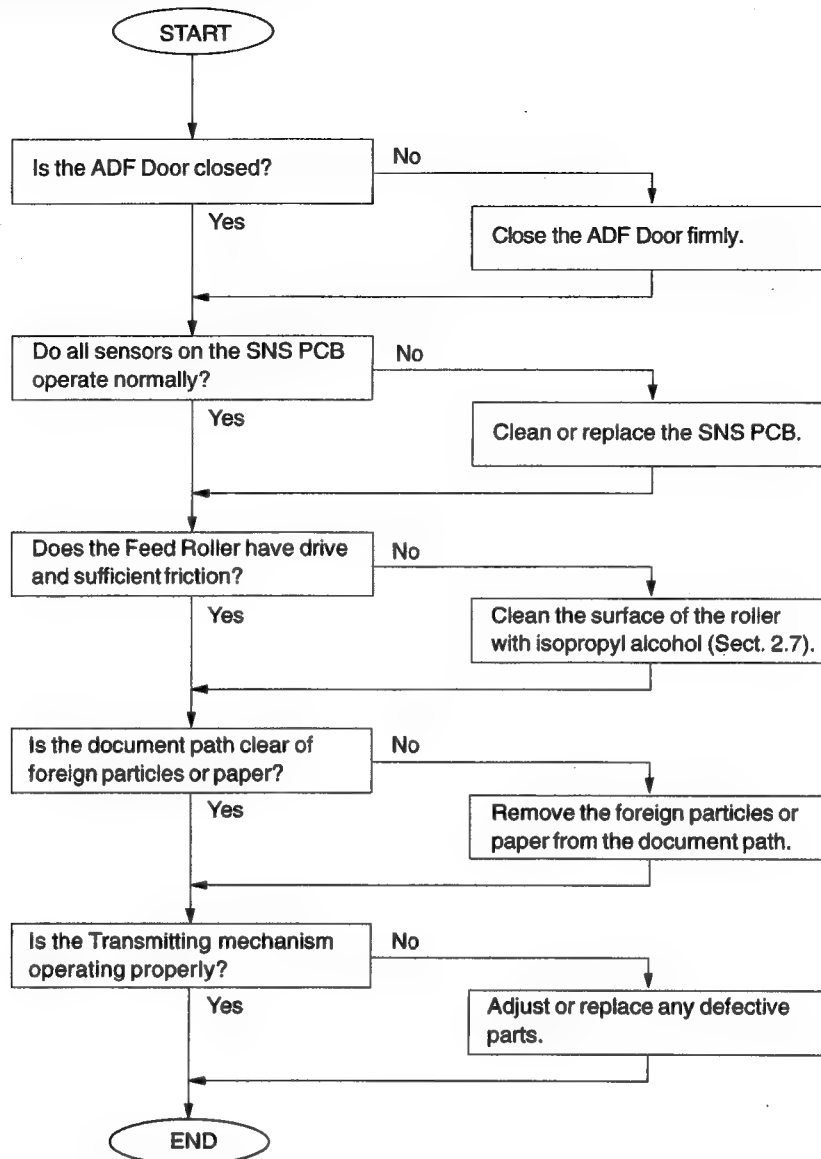 START
Is the ADF Door closed?
No
Yes
Close the ADF Door firmly.
Do all sensors on the SNS PCB
operate normally?
No
Yes
Clean or replace the SNS PCB.
Does the Feed Roller have drive
and sufficient friction?
No
Yes
Clean the surface of the roller
with isopropyl alcohol (Sect. 2.7).
Is the document path clear of
foreign particles or paper?
No
Yes
Remove the foreign particles or
paper from the document path.
Is the Transmitting mechanism
operating properly?
No
Yes
Adjust or replace any defective
parts.
END